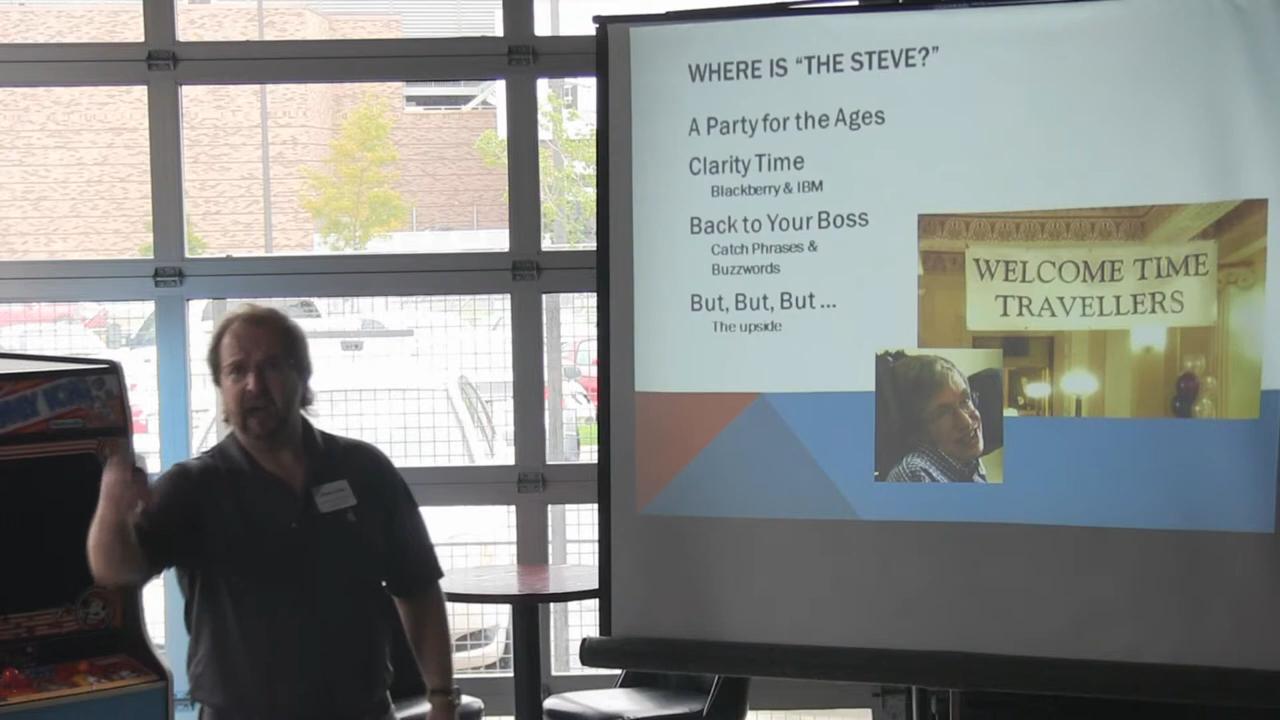 WHERE IS “THE STEVE?”
A Party for the Ages
Clarity Time
Blackberry & IBM
Back to Your Boss
Catch Phrases &
Buzzwords
But, But, But ...
The upside
WELCOME TIME
TRAVELLERS